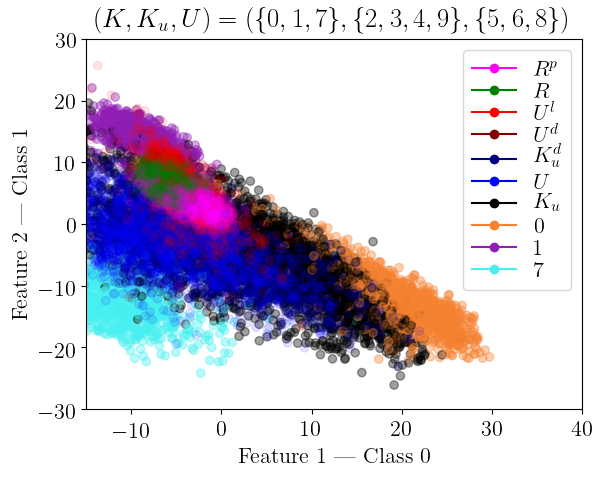 (K, K_u, U) = ({0, 1, 7}, {2, 3, 4, 9}, {5, 6, 8})
30
20
10
0
−10
−20
−30
Feature 2 — Class 1
R^p
R
U^l
U^d
K_u^d
U
K_u
0
1
7
−10 0 10 20 30 40
Feature 1 — Class 0